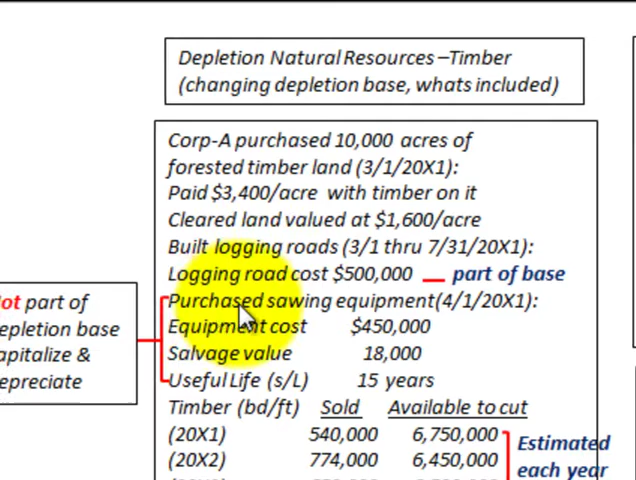 Depletion Natural Resources –Timber
(changing depletion base, whats included)
Corp-A purchased 10,000 acres of
forested timber land (3/1/20X1):
Paid $3,400/acre with timber on it
Cleared land valued at $1,600/acre
Built logging roads (3/1 thru 7/31/20X1):
Logging road cost $500,000 part of base
Purchased sawing equipment(4/1/20X1):
Equipment cost $450,000
Salvage value 18,000
Useful Life (s/L) 15 years
ot part of
epletion base
apitalize &
epreciate
Timber (bd/ft) Sold Available to cut
(20X1) 540,000 6,750,000
(20X2) 774,000 6,450,000
Estimated
each year